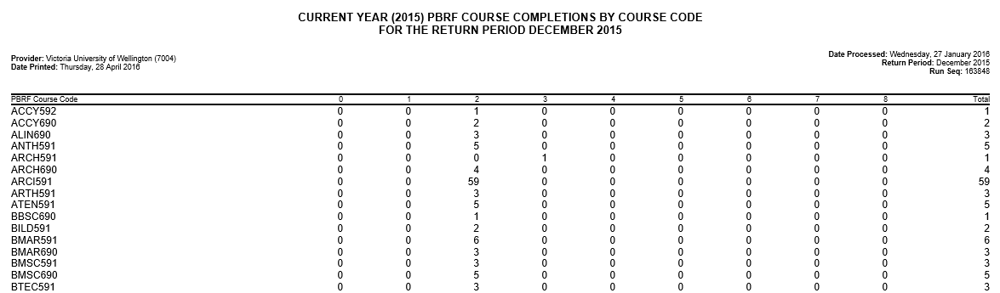 CURRENT YEAR (2015) PBRF COURSE COMPLETIONS BY COURSE CODE
FOR THE RETURN PERIOD DECEMBER 2015
Provider: Victoria University of Wellington (7004)
Date Printed: Thursday, 28 April 2016
Date Processed: Wednesday, 27 January 2016
Return Period: December 2015
Run Seq: 163848
PBRF Course Code 0 1 2 3 4 5 6 7 8 Total
ACCY592 0 0 1 0 0 0 0 0 0 1
ACCY690 0 0 2 0 0 0 0 0 0 2
ALIN690 0 0 3 0 0 0 0 0 0 3
ANTH591 0 0 5 0 0 0 0 0 0 5
ARCH591 0 0 0 1 0 0 0 0 0 1
ARCH690 0 0 4 0 0 0 0 0 0 4
ARCI591 0 0 59 0 0 0 0 0 0 59
ARTH591 0 0 3 0 0 0 0 0 0 3
ATEN591 0 0 5 0 0 0 0 0 0 5
BBSC690 0 0 1 0 0 0 0 0 0 1
BILD591 0 0 2 0 0 0 0 0 0 2
BMAR591 0 0 6 0 0 0 0 0 0 6
BMAR690 0 0 3 0 0 0 0 0 0 3
BMSC591 0 0 3 0 0 0 0 0 0 3
BMSC690 0 0 5 0 0 0 0 0 0 5
BTEC591 0 0 3 0 0 0 0 0 0 3